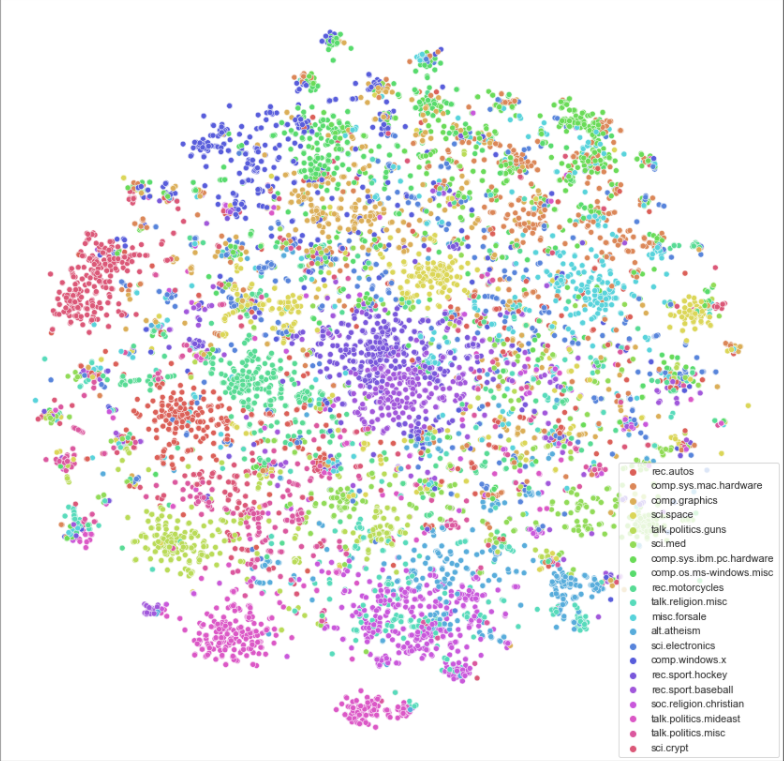 rec.autos
comp.sys.mac.hardware
comp.graphics
sci.space
talk.politics.guns
sci.med
comp.sys.ibm.pc.hardware
comp.os.ms-windows.misc
rec.motorcycles
talk.religion.misc
misc.forsale
alt.atheism
sci.electronics
comp.windows.x
rec.sport.hockey
rec.sport.baseball
soc.religion.christian
talk.politics.mideast
talk.politics.misc
sci.crypt